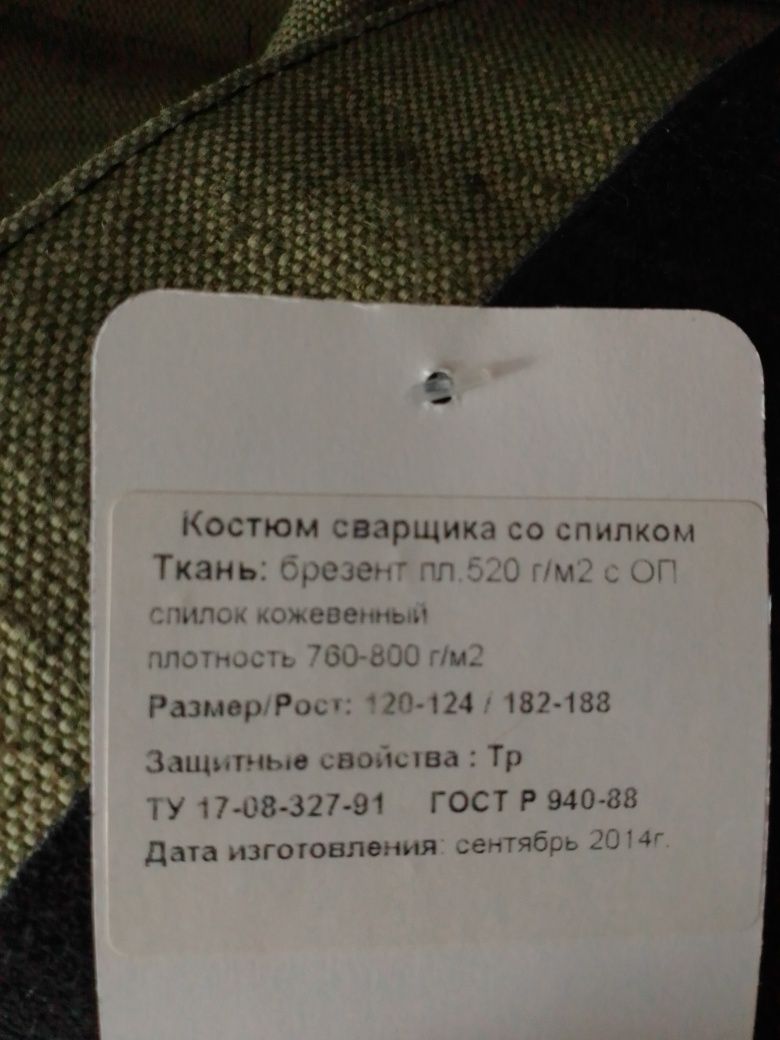 Костюм сварщика со спилком
Ткань: брезент пл.520 г/м2 с ОП
спилок кожевенный
плотность 760-800 г/м2
Размер/Рост: 120-124 / 182-188
Защитные свойства : Тр
ТУ 17-08-327-91 ГОСТ Р 940-88
Дата изготовления: сентябрь 2014г.